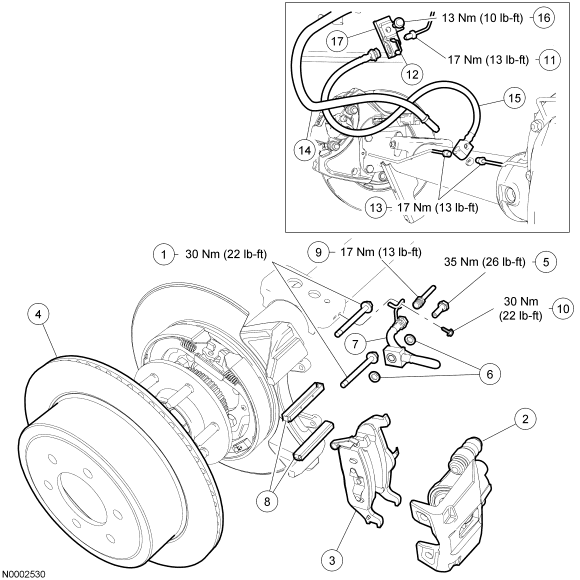 13 Nm (10 lb-ft) 16
17
17 Nm (13 lb-ft) 11
12
15
14
13 17 Nm (13 lb-ft)
1 30 Nm (22 lb-ft)
9 17 Nm (13 lb-ft)
35 Nm (26 lb-ft) 5
30 Nm
(22 lb-ft) 10
4
7
6
2
8
3
N0002530